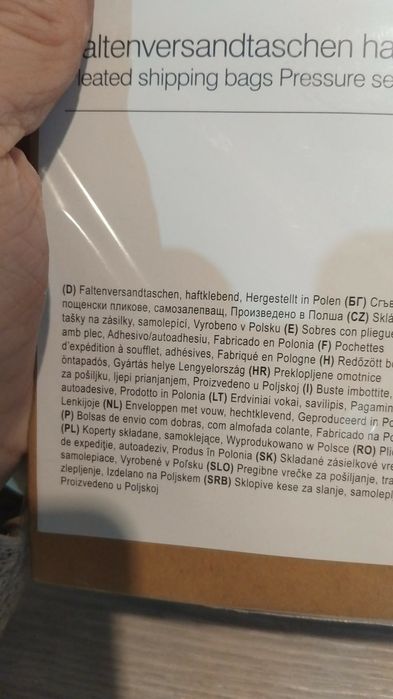 altenversandtaschen ha
leated shipping bags Pressure se
(D) Faltenversandtaschen, haftklebend, Hergestellt in Polen (БГ) Сгъв
пощенски пликове, самозалепващ, Произведено в Полша (CZ) Sklá
tašky na zásilky, samolepící, Vyrobeno v Polsku (E) Sobres con pliegue
amb plec, Adhesivo/autoadhesiu, Fabricado en Polonia (F) Pochettes
d'expédition à soufflet, adhésives, Fabriqué en Pologne (H) Redőzött b
öntapadós, Gyártás helye Lengyelország (HR) Preklopljene omotnice
za pošiljku, ljepi prianjanjem, Proizvedeno u Poljskoj (I) Buste imbottite,
autoadesive, Prodotto in Polonia (LT) Erdviniai vokai, savilipis, Pagamin
Lenkijoje (NL) Enveloppen met vouw, hechtklevend, Geproduceerd in Po
(P) Bolsas de envio com dobras, com almofada colante, Fabricado na Po
(PL) Koperty składane, samoklejące, Wyprodukowano w Polsce (RO) Plic
de expediţie, autoadeziv, Produs în Polonia (SK) Skladané zásielkové vre
samolepiace, Vyrobené v Poľsku (SLO) Pregibne vrečke za pošiljanje, tra
zlepljenje, Izdelano na Poljskem (SRB) Sklopive kese za slanje, samolepl
Proizvedeno u Poljskoj